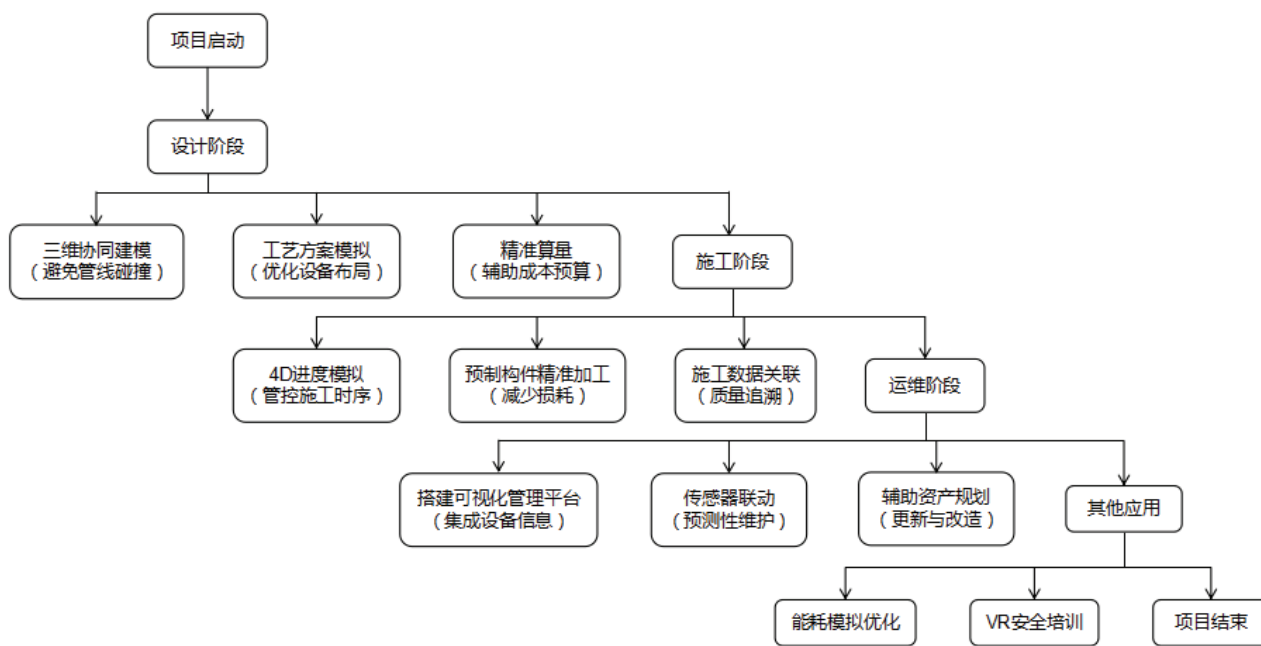 项目启动
设计阶段
三维协同建模
（避免管线碰撞）
工艺方案模拟
（优化设备布局）
精准算量
（辅助成本预算）
施工阶段
4D进度模拟
（管控施工时序）
预制构件精准加工
（减少损耗）
施工数据关联
（质量追溯）
运维阶段
搭建可视化管理平台
（集成设备信息）
传感器联动
（预测性维护）
辅助资产规划
（更新与改造）
其他应用
能耗模拟优化
VR安全培训
项目结束